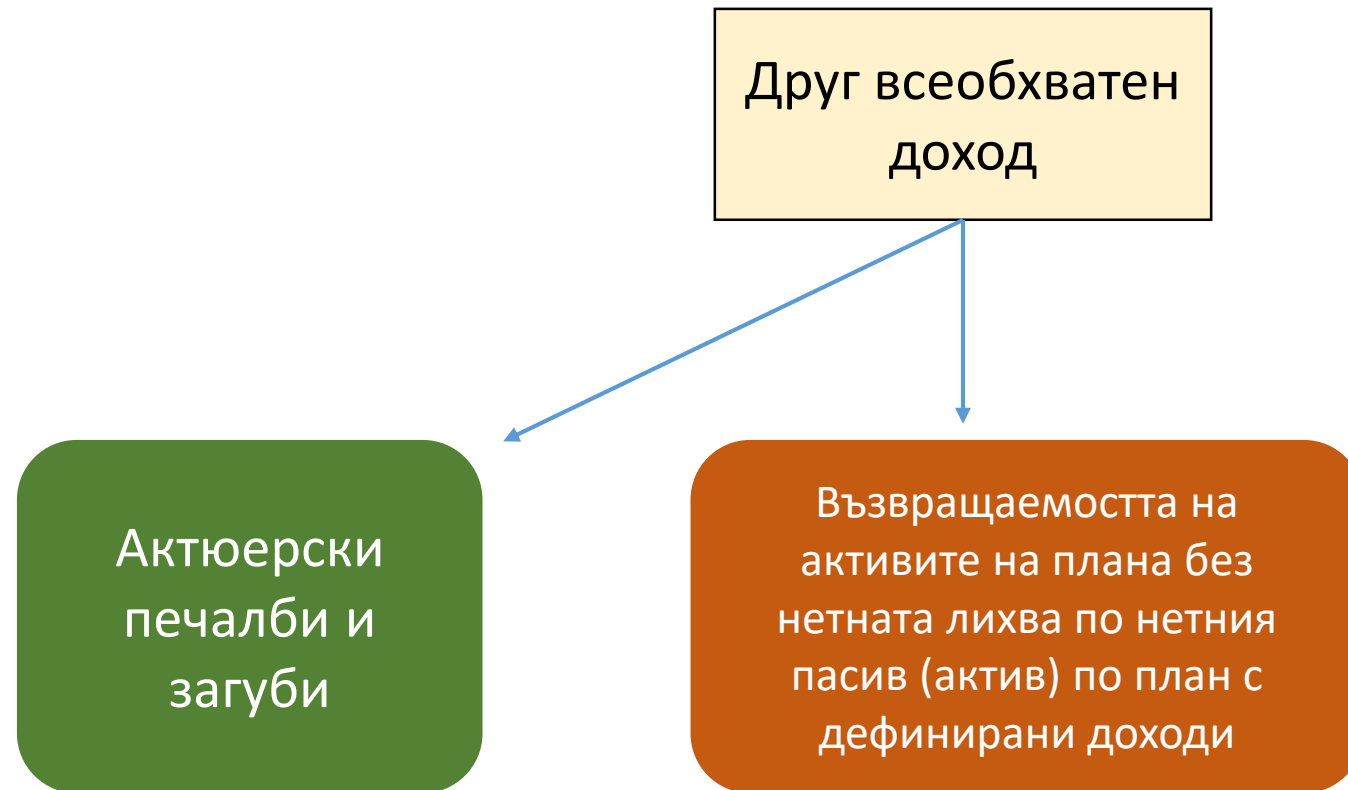 Друг всеобхватен
доход
Актюерски
печалби и
загуби
Възвращаемостта на
активите на плана без
нетната лихва по нетния
пасив (актив) по план с
дефинирани доходи